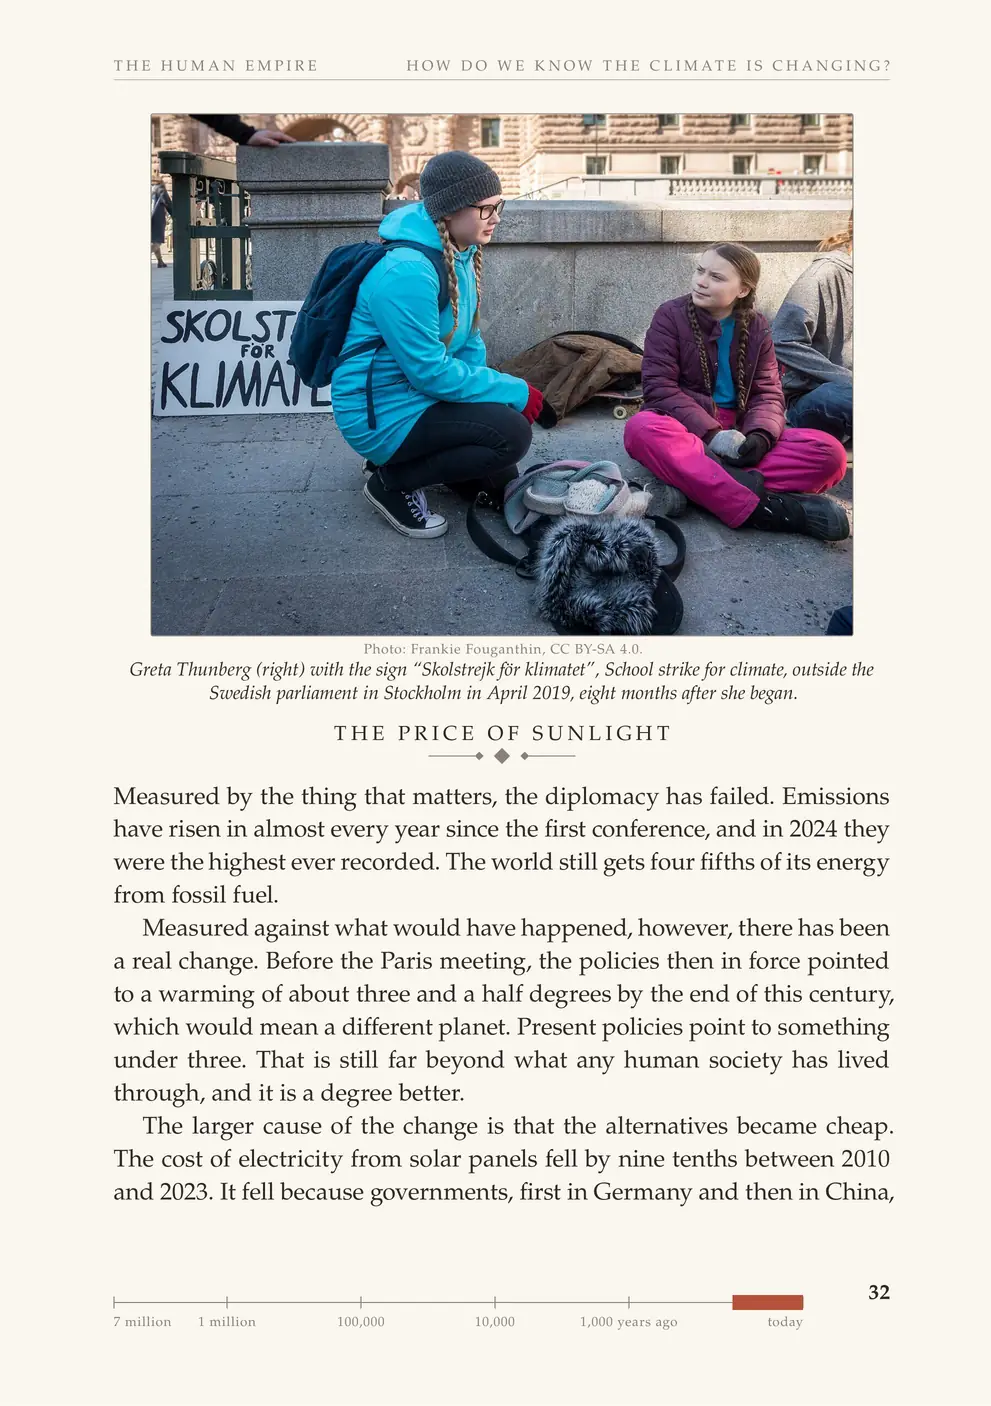 THE HUMAN EMPIRE
HOW DO WE KNOW THE CLIMATE IS CHANGING?
SKOLST
FÖR
KLIMATE
Photo: Frankie Fouganthin, CC BY-SA 4.0.
Greta Thunberg (right) with the sign “Skolstrejk för klimatet”, School strike for climate, outside the
Swedish parliament in Stockholm in April 2019, eight months after she began.
THE PRICE OF SUNLIGHT
Measured by the thing that matters, the diplomacy has failed. Emissions
have risen in almost every year since the first conference, and in 2024 they
were the highest ever recorded. The world still gets four fifths of its energy
from fossil fuel.
Measured against what would have happened, however, there has been
a real change. Before the Paris meeting, the policies then in force pointed
to a warming of about three and a half degrees by the end of this century,
which would mean a different planet. Present policies point to something
under three. That is still far beyond what any human society has lived
through, and it is a degree better.
The larger cause of the change is that the alternatives became cheap.
The cost of electricity from solar panels fell by nine tenths between 2010
and 2023. It fell because governments, first in Germany and then in China,
32
7 million
1 million
100,000
10,000
1,000 years ago
today